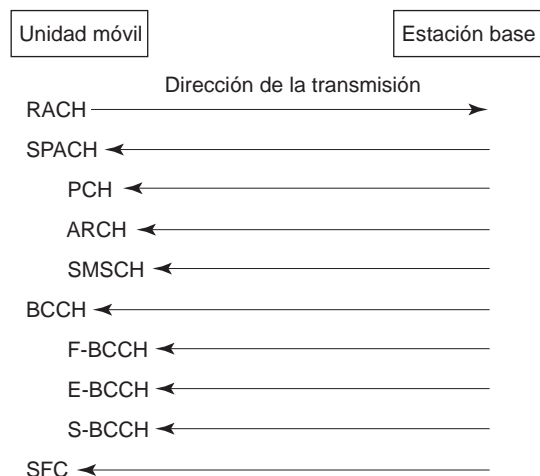 Unidad móvil
Estación base
Dirección de la transmisión
RACH
SPACH
PCH
ARCH
SMSCH
BCCH
F-BCCH
E-BCCH
S-BCCH
SFC